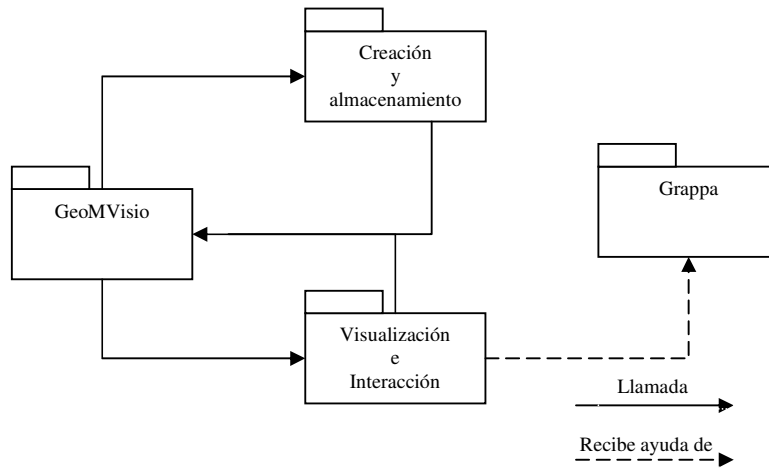 Creación
y
almacenamiento
GeoMVisio
Grappa
Visualización
e
Interacción
Llamada
Recibe ayuda de